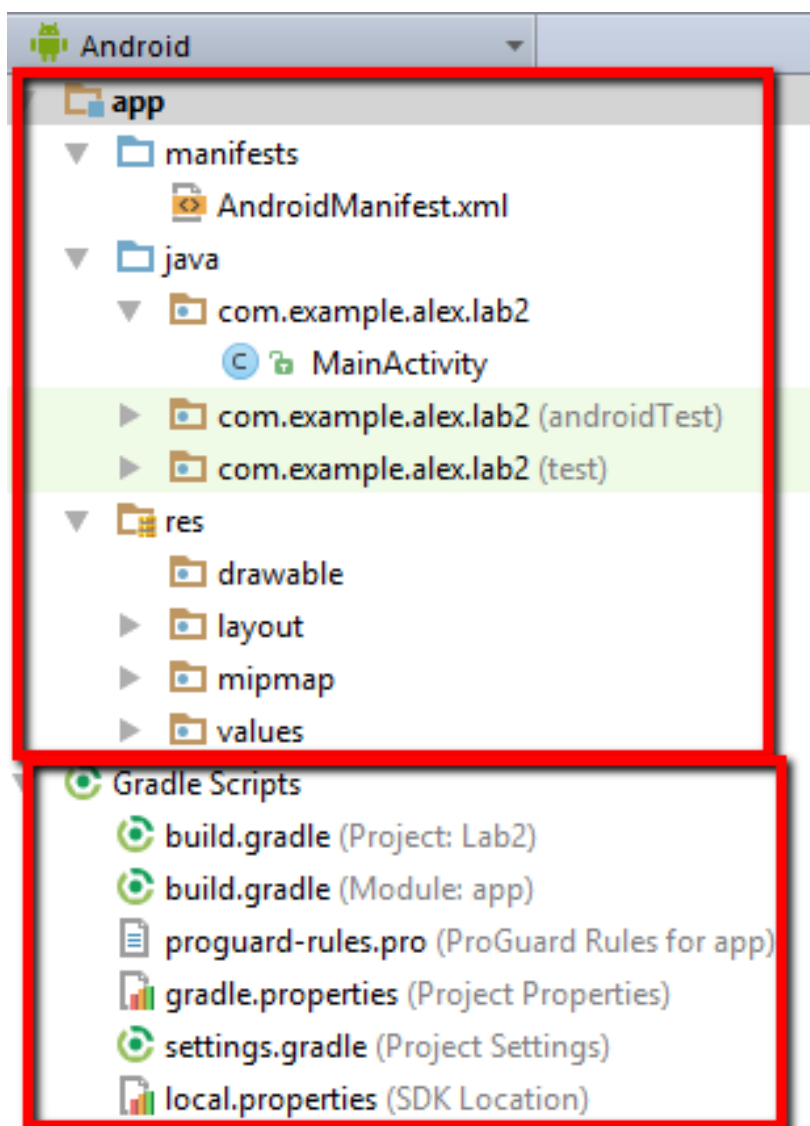 Android
app
manifests
AndroidManifest.xml
java
com.example.alex.lab2
C MainActivity
com.example.alex.lab2 (androidTest)
com.example.alex.lab2 (test)
res
drawable
layout
mipmap
values
Gradle Scripts
build.gradle (Project: Lab2)
build.gradle (Module: app)
proguard-rules.pro (ProGuard Rules for app)
gradle.properties (Project Properties)
settings.gradle (Project Settings)
local.properties (SDK Location)